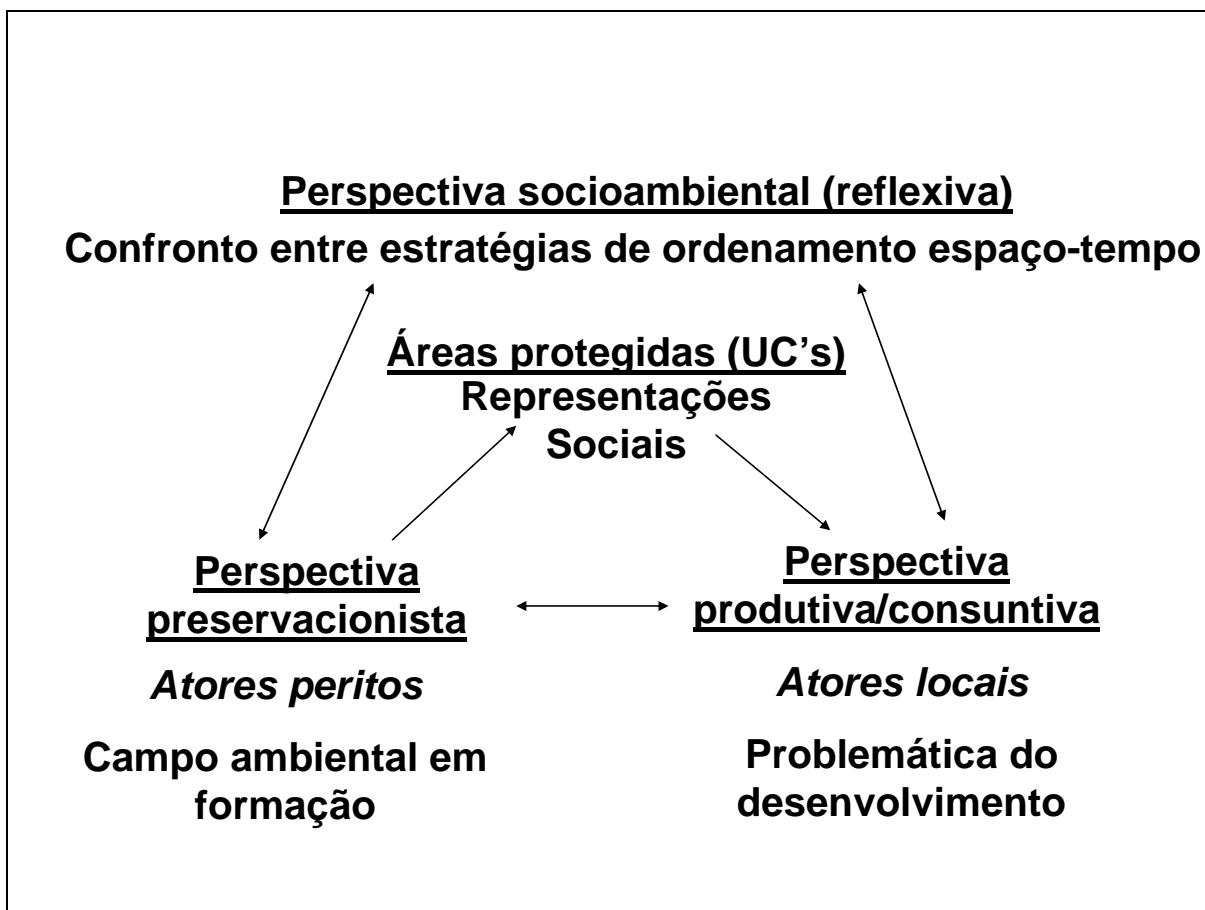 Perspectiva socioambiental (reflexiva)
Confronto entre estratégias de ordenamento espaço-tempo
Áreas protegidas (UC's)
Representações
Sociais
Perspectiva
preservacionista
Atores peritos
Campo ambiental em
formação
Perspectiva
produtiva/consuntiva
Atores locais
Problemática do
desenvolvimento